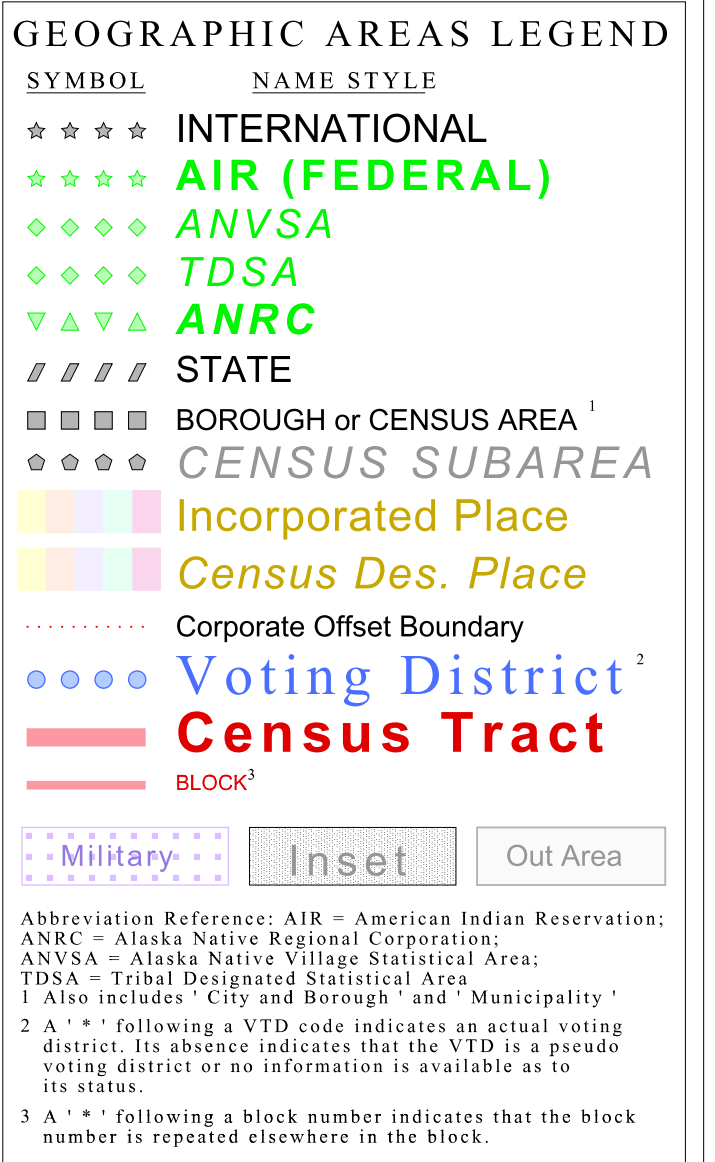 GEOGRAPHIC AREAS LEGEND
SYMBOL NAME STYLE
INTERNATIONAL
AIR (FEDERAL)
ANVSA
TDSA
ANRC
STATE
BOROUGH or CENSUS AREA 1
CENSUS SUBAREA
Incorporated Place
Census Des. Place
Corporate Offset Boundary
Voting District 2
Census Tract
BLOCK3
Military Inset Out Area
Abbreviation Reference: AIR = American Indian Reservation;
ANRC = Alaska Native Regional Corporation;
ANVSA = Alaska Native Village Statistical Area;
TDSA = Tribal Designated Statistical Area
1 Also includes ' City and Borough ' and ' Municipality '
2 A ' * ' following a VTD code indicates an actual voting
district. Its absence indicates that the VTD is a pseudo
voting district or no information is available as to
its status.
3 A ' * ' following a block number indicates that the block
number is repeated elsewhere in the block.